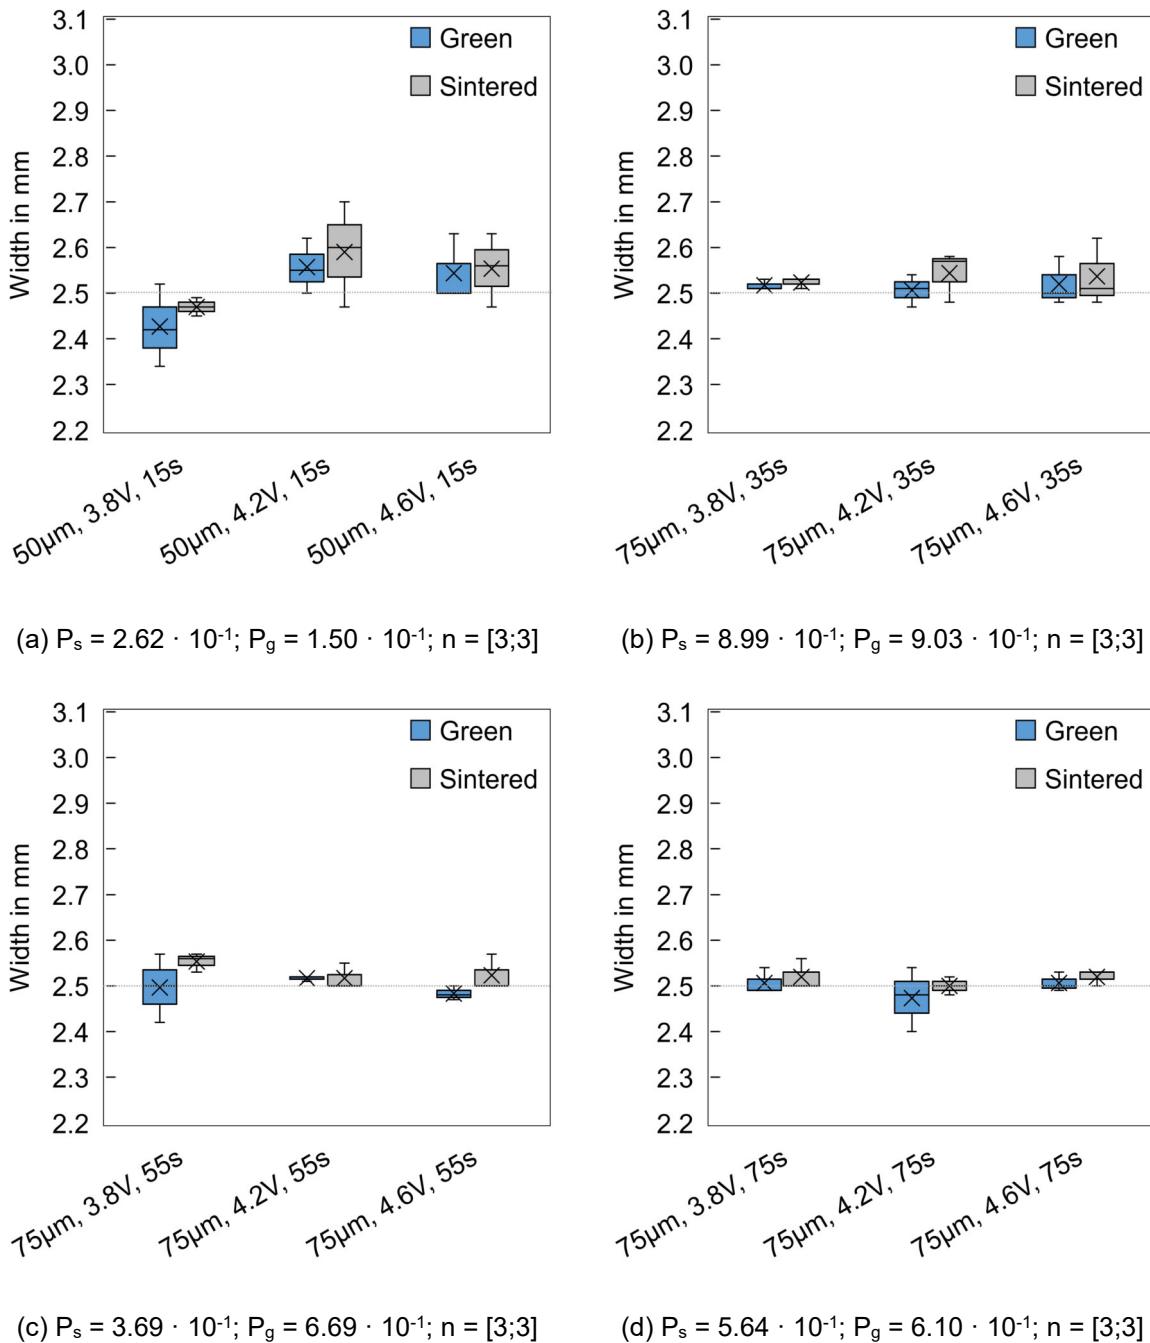 Width in mm
3.1
3.0
2.9
2.8
2.7
2.6
2.5
2.4
2.3
2.2
Green
Sintered
50µm, 3.8V, 15s
50µm, 4.2V, 15s
50µm, 4.6V, 15s
(a) Pₛ = 2.62 · 10⁻¹; P_g = 1.50 · 10⁻¹; n = [3;3]
Width in mm
3.1
3.0
2.9
2.8
2.7
2.6
2.5
2.4
2.3
2.2
Green
Sintered
75µm, 3.8V, 35s
75µm, 4.2V, 35s
75µm, 4.6V, 35s
(b) Pₛ = 8.99 · 10⁻¹; P_g = 9.03 · 10⁻¹; n = [3;3]
Width in mm
3.1
3.0
2.9
2.8
2.7
2.6
2.5
2.4
2.3
2.2
Green
Sintered
75µm, 3.8V, 55s
75µm, 4.2V, 55s
75µm, 4.6V, 55s
(c) Pₛ = 3.69 · 10⁻¹; P_g = 6.69 · 10⁻¹; n = [3;3]
Width in mm
3.1
3.0
2.9
2.8
2.7
2.6
2.5
2.4
2.3
2.2
Green
Sintered
75µm, 3.8V, 75s
75µm, 4.2V, 75s
75µm, 4.6V, 75s
(d) Pₛ = 5.64 · 10⁻¹; P_g = 6.10 · 10⁻¹; n = [3;3]